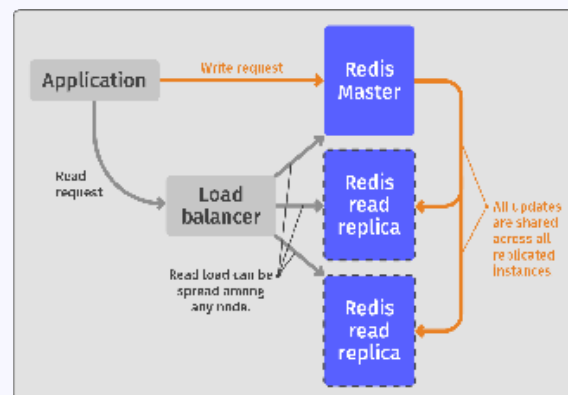 Application
Write request
Redis
Master
Read
request
Load
balancer
Redis
read
replica
All updates
are shared
across all
replicated
instances
Read load can be
spread among
any node.
Redis
read
replica